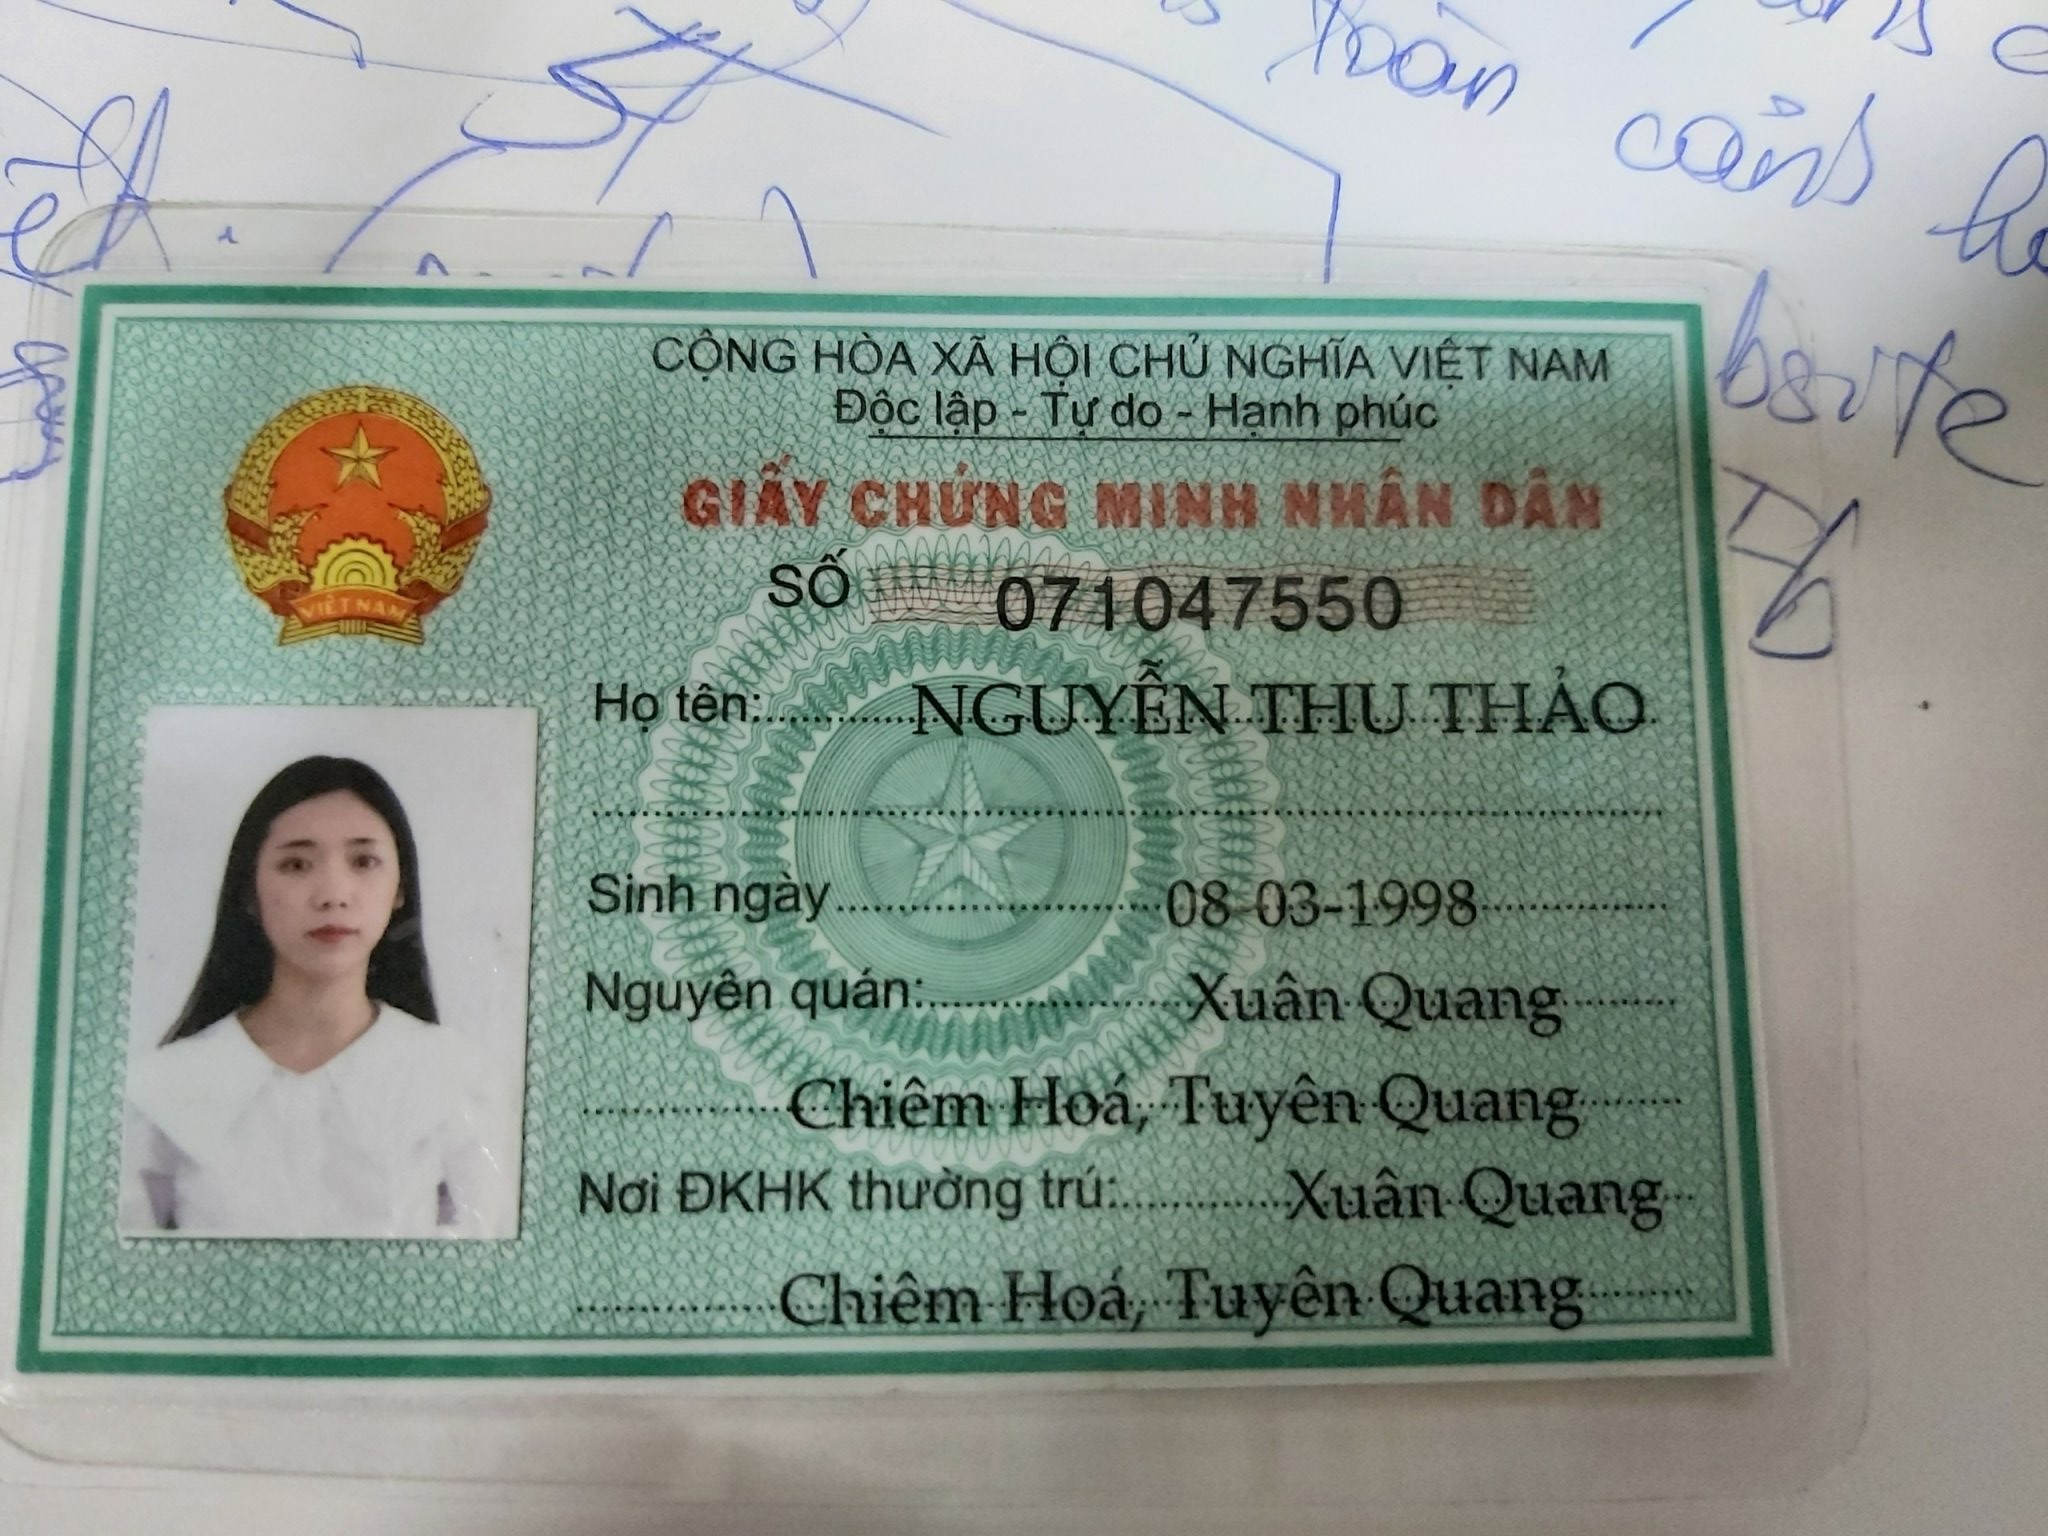 toàn
cảnh
CỘNG HÒA XÃ HỘI CHỦ NGHĨA VIỆT NAM
Độc lập - Tự do - Hạnh phúc
GIẤY CHỨNG MINH NHÂN DÂN
VIỆT NAM
SỐ 071047550
Họ tên: NGUYỄN THU THẢO
Sinh ngày 08-03-1998
Nguyên quán: Xuân Quang
Chiêm Hoá, Tuyên Quang
Nơi ĐKHK thường trú: Xuân Quang
Chiêm Hoá, Tuyên Quang